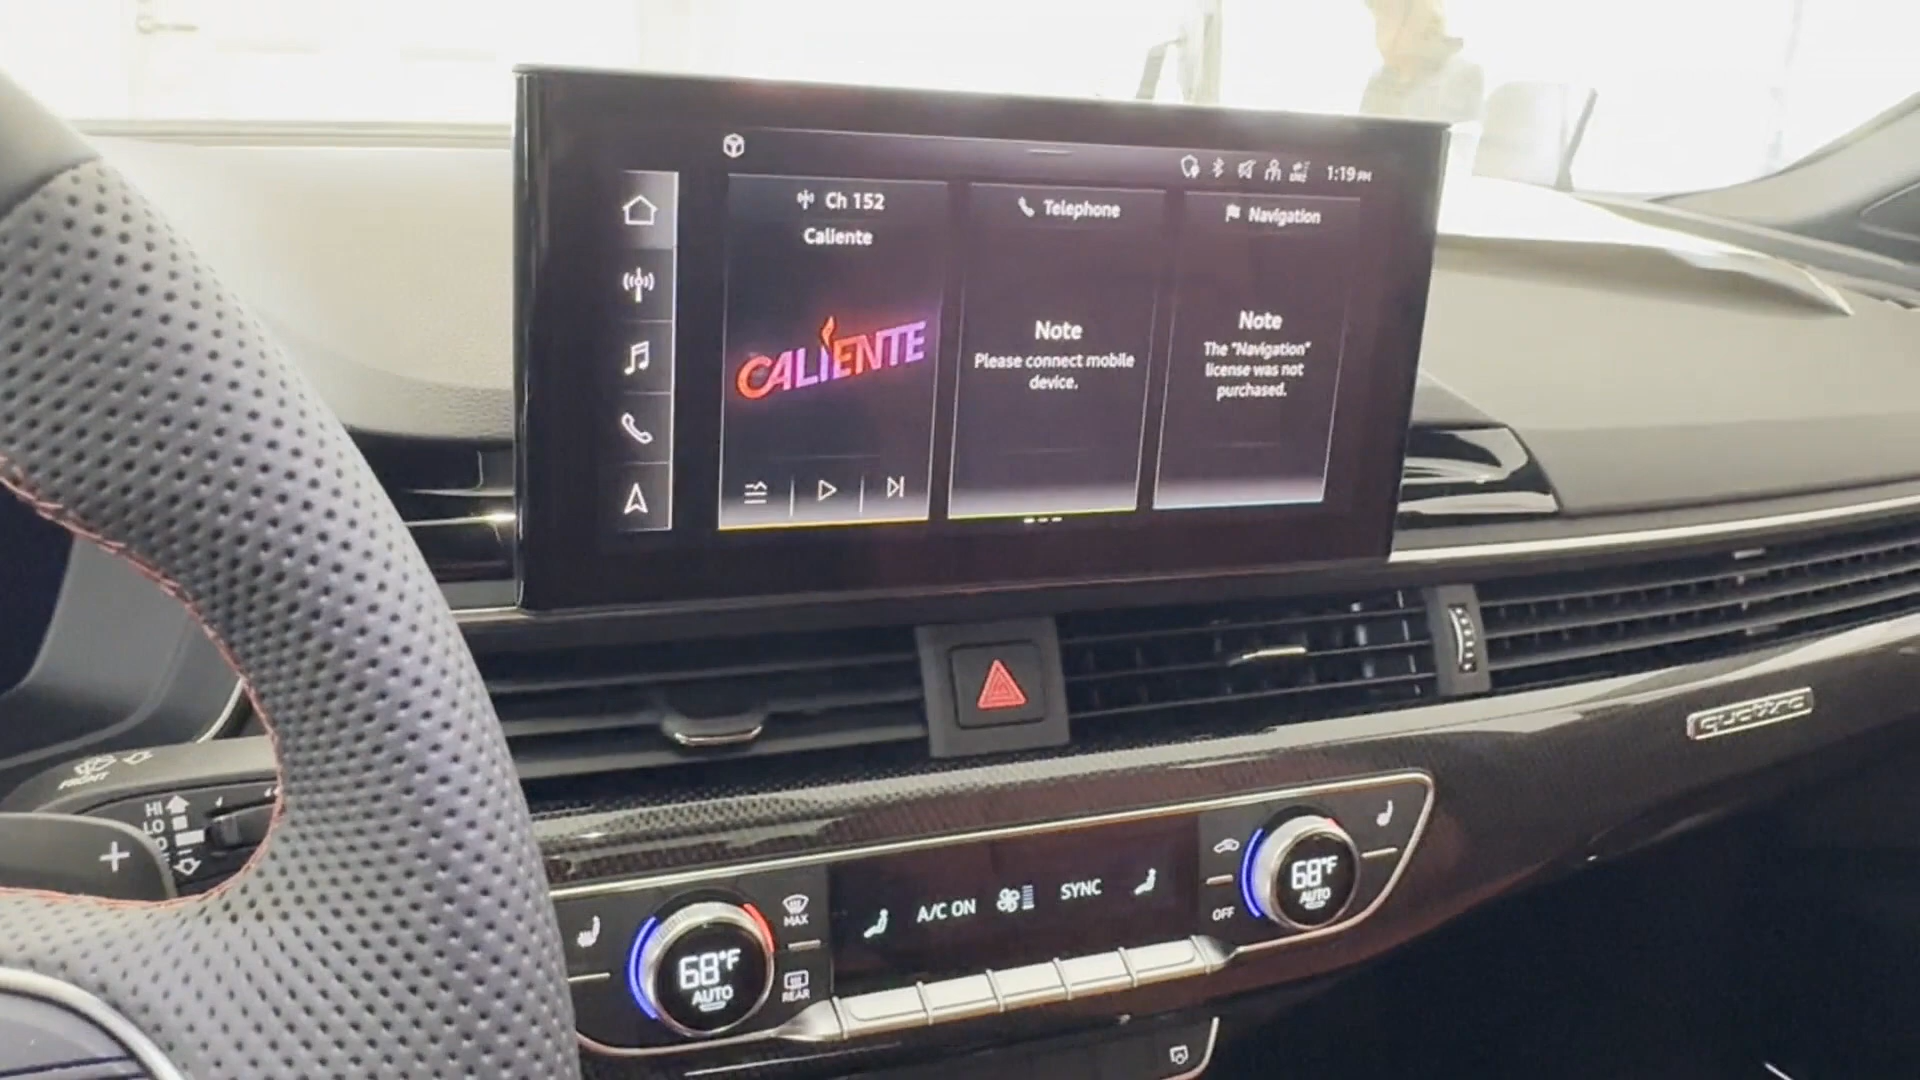 1:19 PM
Ch 152
Caliente
CALIENTE
Telephone
Note
Please connect mobile
device.
Navigation
Note
The "Navigation"
license was not
purchased.
quattro
FRONT
HI
LO
+
68°F
AUTO
MAX
REAR
A/C ON
SYNC
OFF
68°F
AUTO